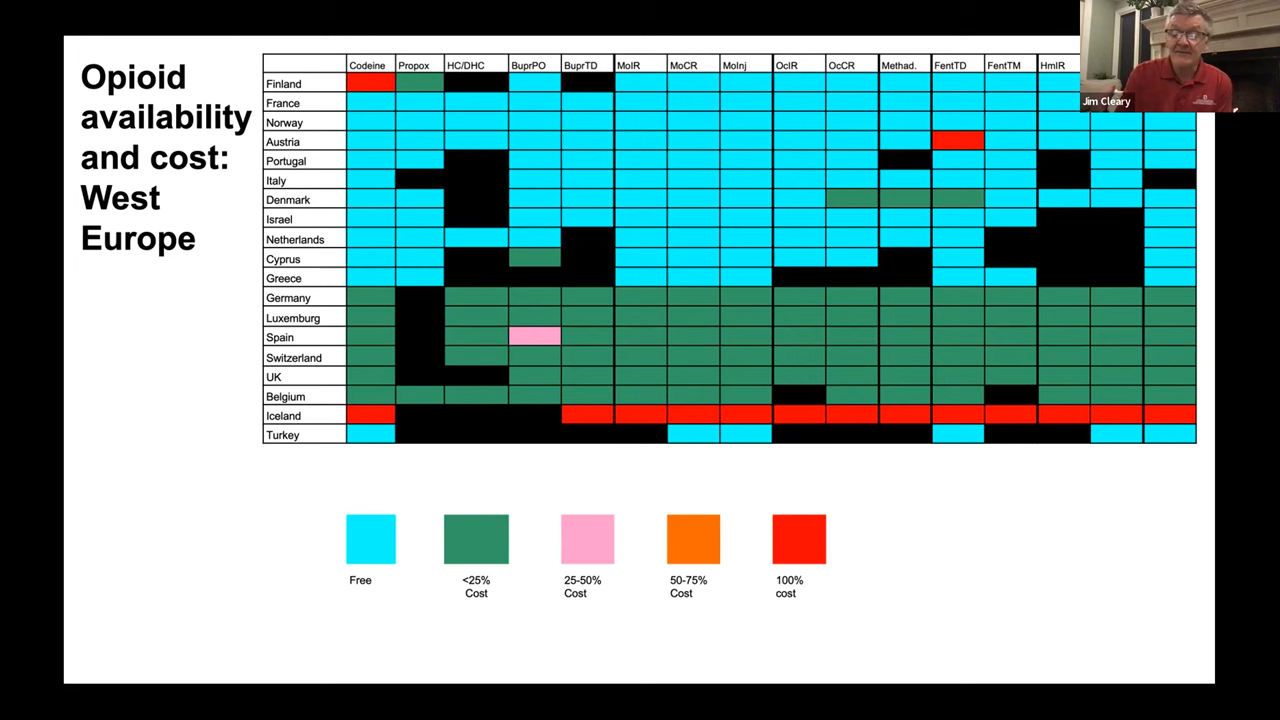 Opioid
availability
and cost:
West
Europe
Codeine Propox HC/DHC BuprPO BuprTD MoIR MoCR MoInj OcIR OcCR Methad. FentTD FentTM HmIR
Finland
France
Norway
Austria
Portugal
Italy
Denmark
Israel
Netherlands
Cyprus
Greece
Germany
Luxemburg
Spain
Switzerland
UK
Belgium
Iceland
Turkey
Free
<25%
Cost
25-50%
Cost
50-75%
Cost
100%
cost
Jim Cleary